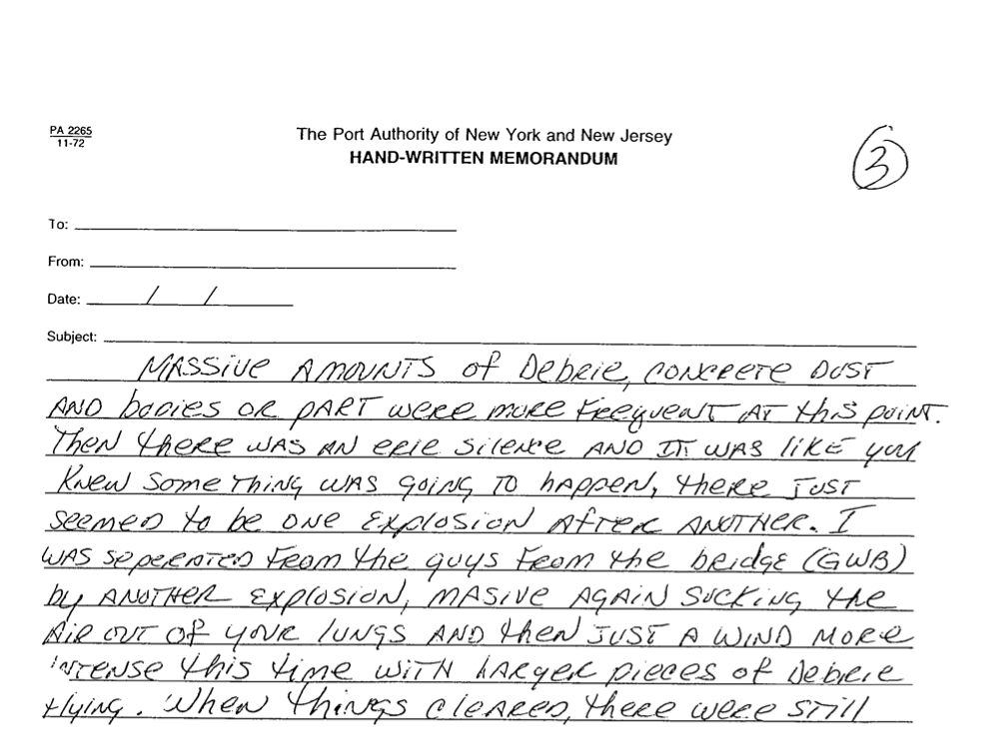 PA 2265
11-72
The Port Authority of New York and New Jersey
HAND-WRITTEN MEMORANDUM
3
To:
From:
Date: / /
Subject:
MASSIVE AMOUNTS of Debrie, CONCRETE DUST
AND bodies OR PART WERE MORE FREQUENT AT this point.
Then there WAS AN ERIE Silence AND IT WAS LIKE you
Knew Something WAS going TO happen, there JUST
seemed to be ONE Explosion AFTER ANOTHER. I
WAS seperated From the guys From the bridge (GWB)
by ANOTHER Explosion, MASIVE AGAIN Sucking the
AIR OUT OF YOUR lungs AND then JUST A WIND MORE
INTENSE this time WITH LARGER pieces of Debrie
flying. When things cleared, there were STILL